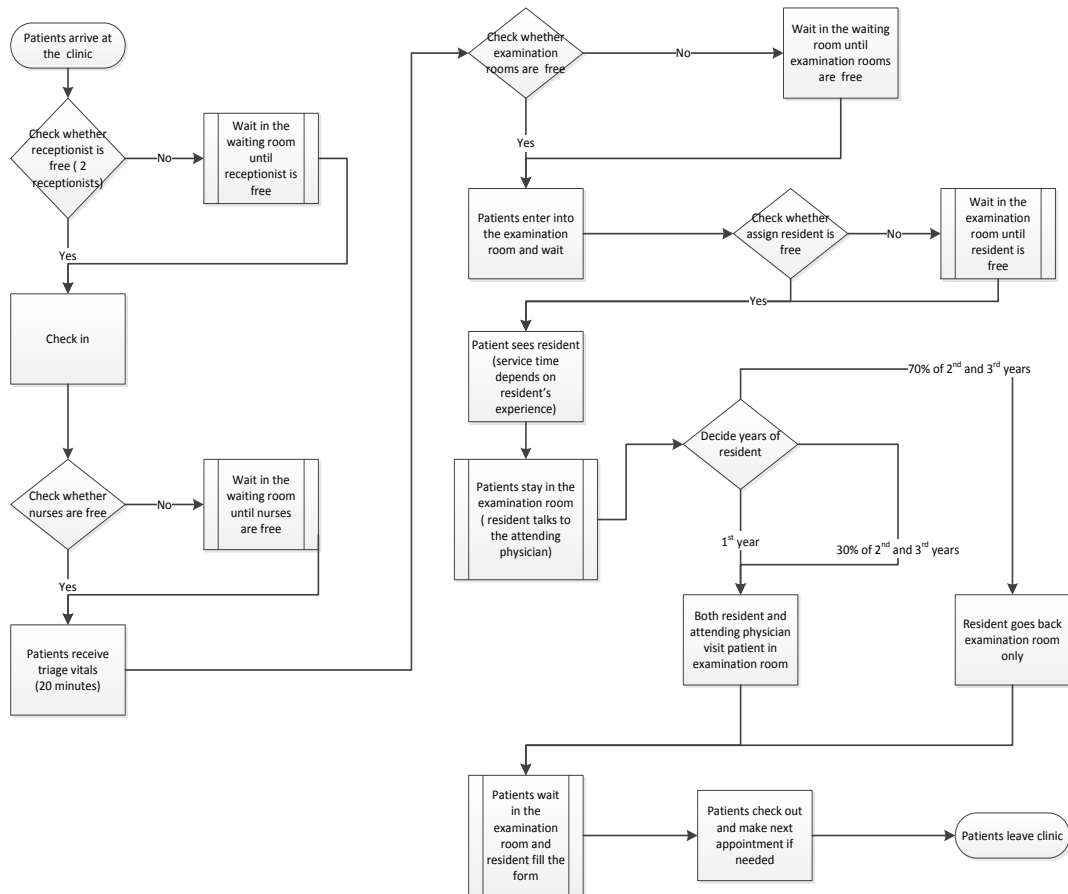 Patients arrive at
the  clinic
Check whether
receptionist is
free ( 2
receptionists)
No
Wait in the
waiting room
until
receptionist is
free
Yes
Check in
Check whether
nurses are free
No
Wait in the
waiting room
until nurses
are free
Yes
Patients receive
triage vitals
(20 minutes)
Check whether
examination
rooms are  free
No
Wait in the waiting
room until
examination rooms
are  free
Yes
Patients enter into
the examination
room and wait
Check whether
assign resident is
free
No
Wait in the
examination
room until
resident is
free
Yes
Patient sees resident
(service time
depends on
resident's
experience)
Patients stay in the
examination room
( resident talks to
the attending
physician)
Decide years of
resident
70% of 2nd and 3rd years
1st year
30% of 2nd and 3rd years
Both resident and
attending physician
visit patient in
examination room
Resident goes back
examination room
only
Patients wait
in the
examination
room and
resident fill the
form
Patients check out
and make next
appointment if
needed
Patients leave clinic